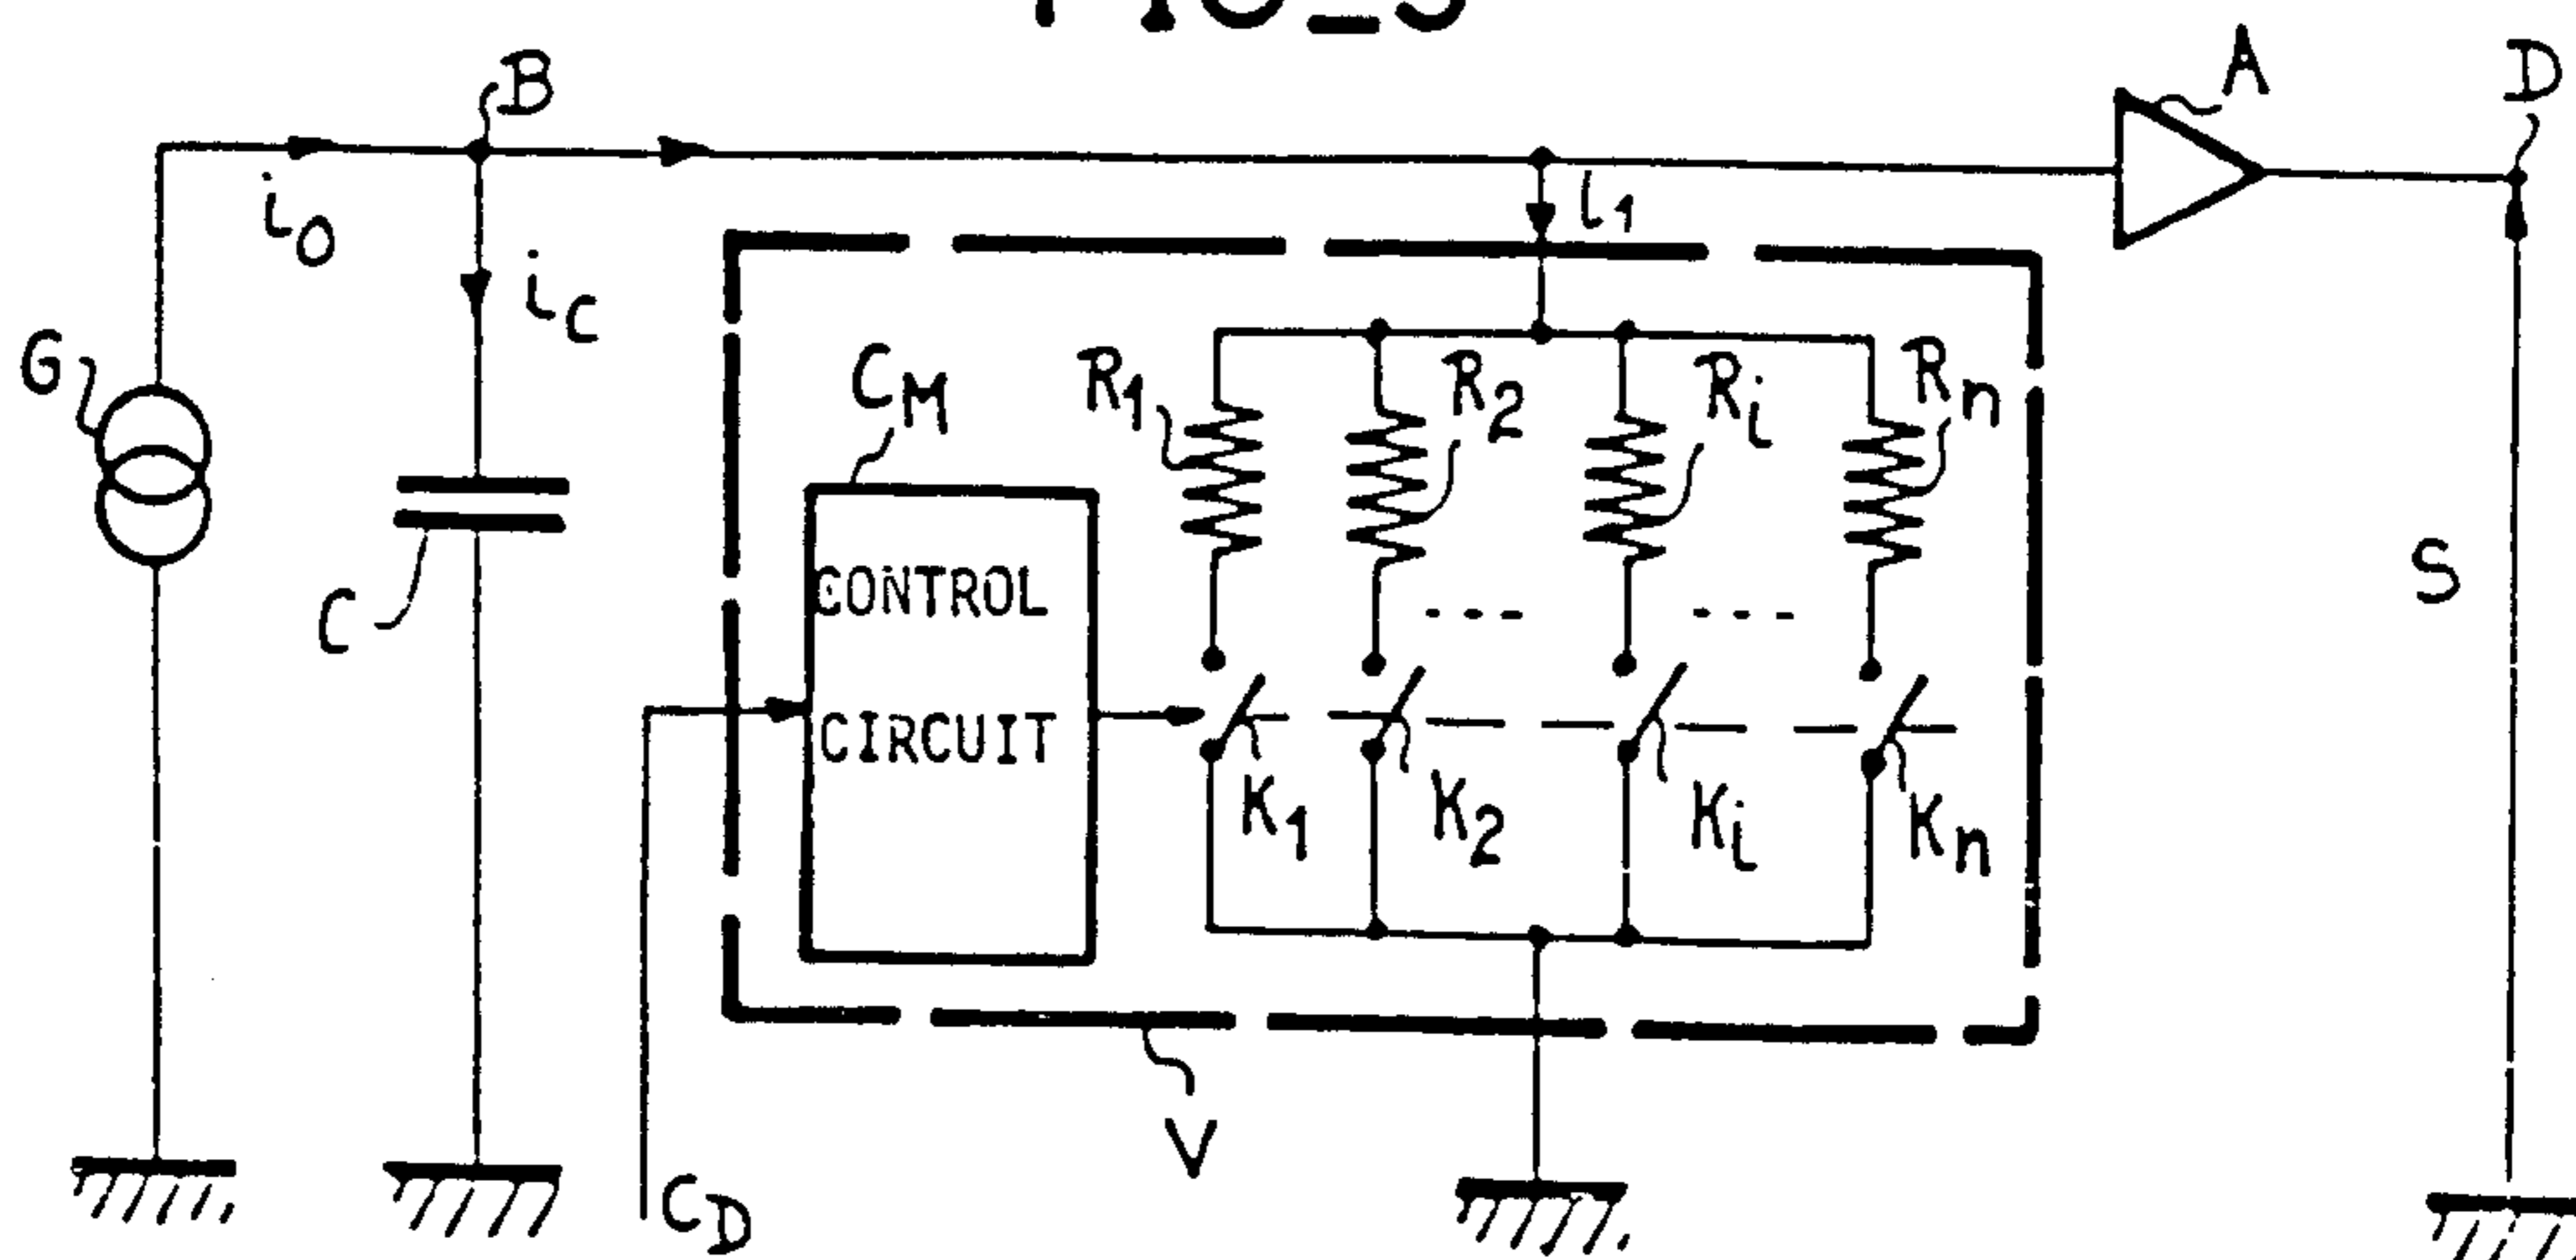 B
A
D
i0
i1
iC
G
CM
R1
R2
Ri
Rn
CONTROL
CIRCUIT
C
S
K1
K2
Ki
Kn
V
CD